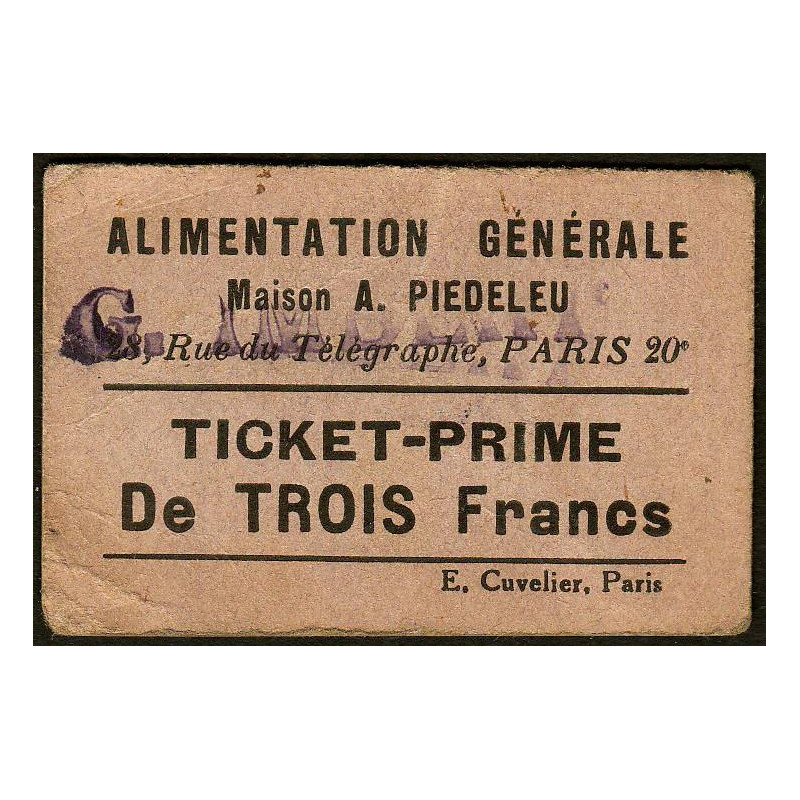 ALIMENTATION GÉNÉRALE
Maison A. PIEDELEU
28, Rue du Télégraphe, PARIS 20e
TICKET-PRIME
De TROIS Francs
E. Cuvelier, Paris